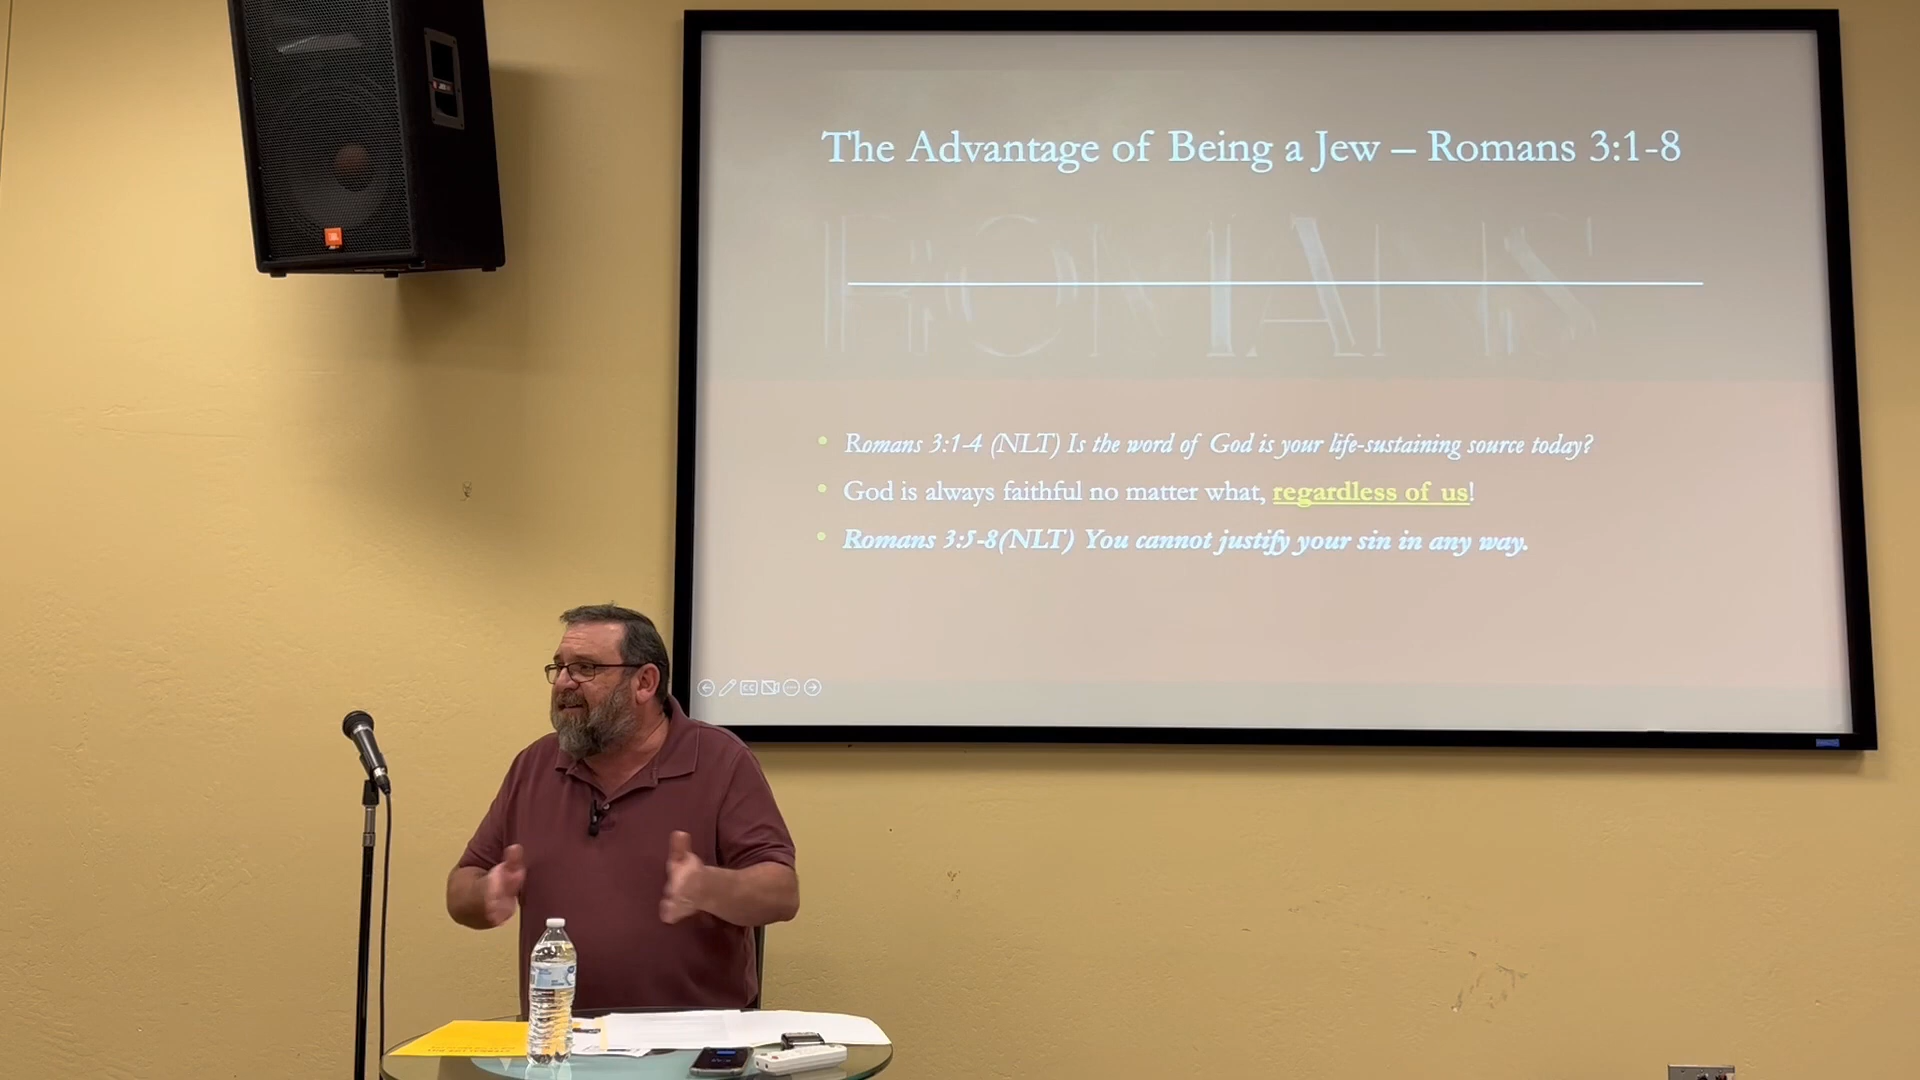 The Advantage of Being a Jew – Romans 3:1-8
ROMANS
Romans 3:1-4 (NLT) Is the word of God is your life-sustaining source today?
God is always faithful no matter what, regardless of us!
Romans 3:5-8(NLT) You cannot justify your sin in any way.
JBL